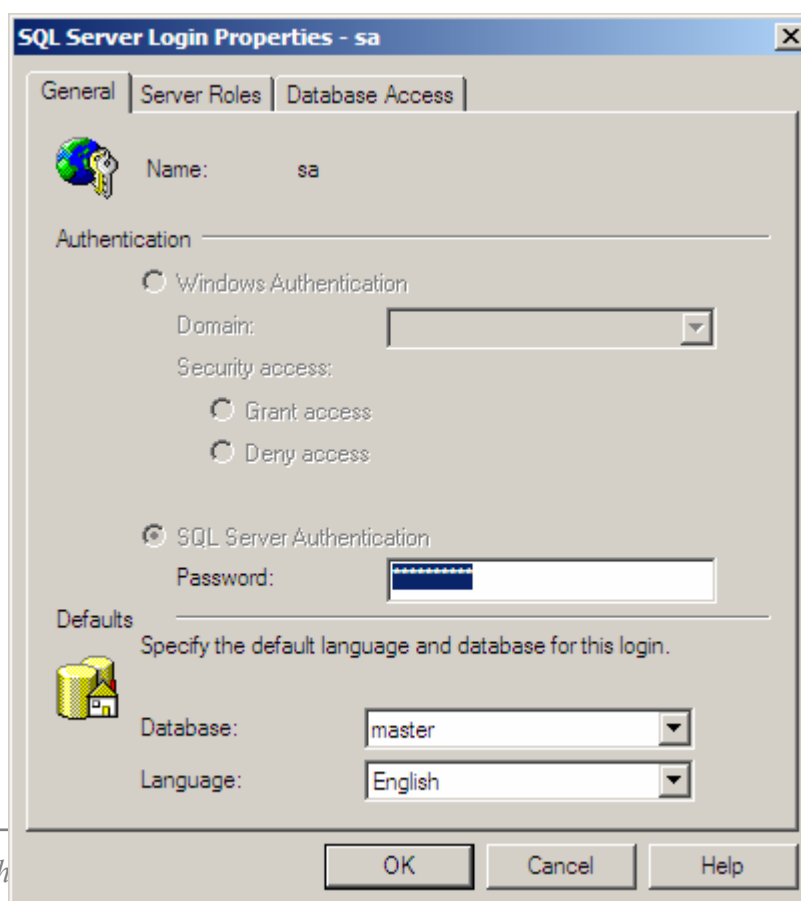 SQL Server Login Properties - sa
General Server Roles Database Access
Name: sa
Authentication
Windows Authentication
Domain:
Security access:
Grant access
Deny access
SQL Server Authentication
Password: **********
Defaults
Specify the default language and database for this login.
Database: master
Language: English
h
OK Cancel Help